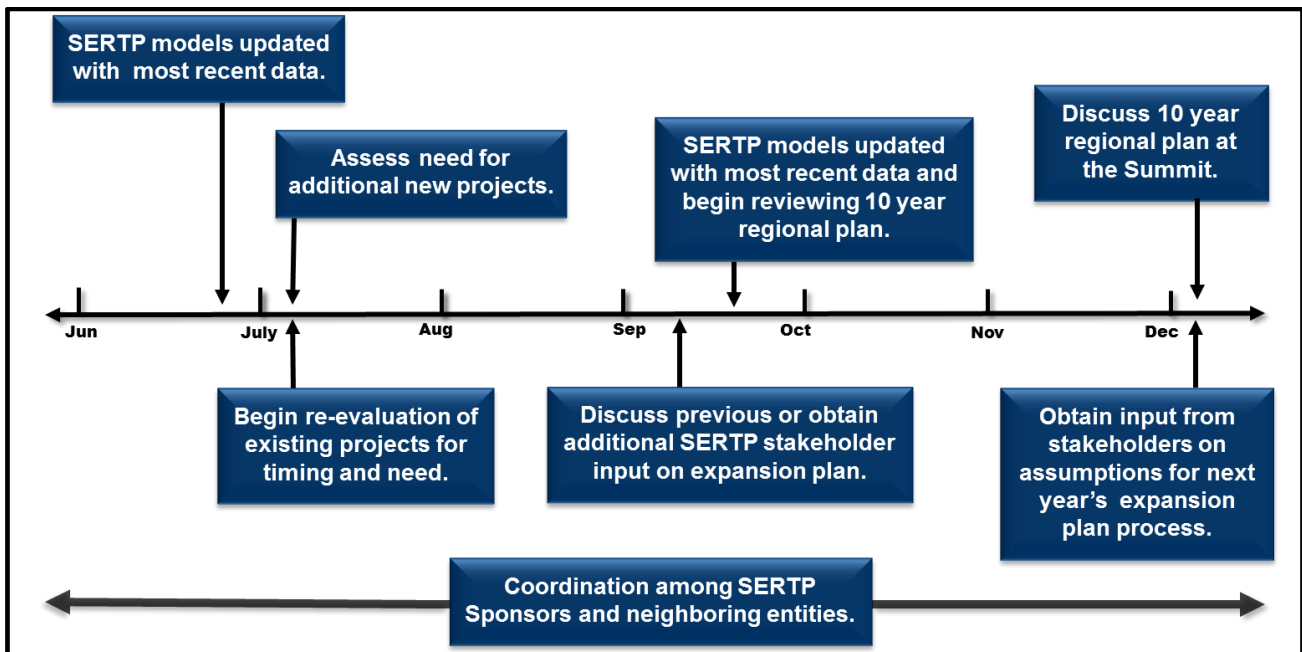 SERTP models updated
with most recent data.
Assess need for
additional new projects.
SERTP models updated
with most recent data and
begin reviewing 10 year
regional plan.
Discuss 10 year
regional plan at
the Summit.
Jun
July
Aug
Sep
Oct
Nov
Dec
Begin re-evaluation of
existing projects for
timing and need.
Discuss previous or obtain
additional SERTP stakeholder
input on expansion plan.
Obtain input from
stakeholders on
assumptions for next
year’s expansion
plan process.
Coordination among SERTP
Sponsors and neighboring entities.